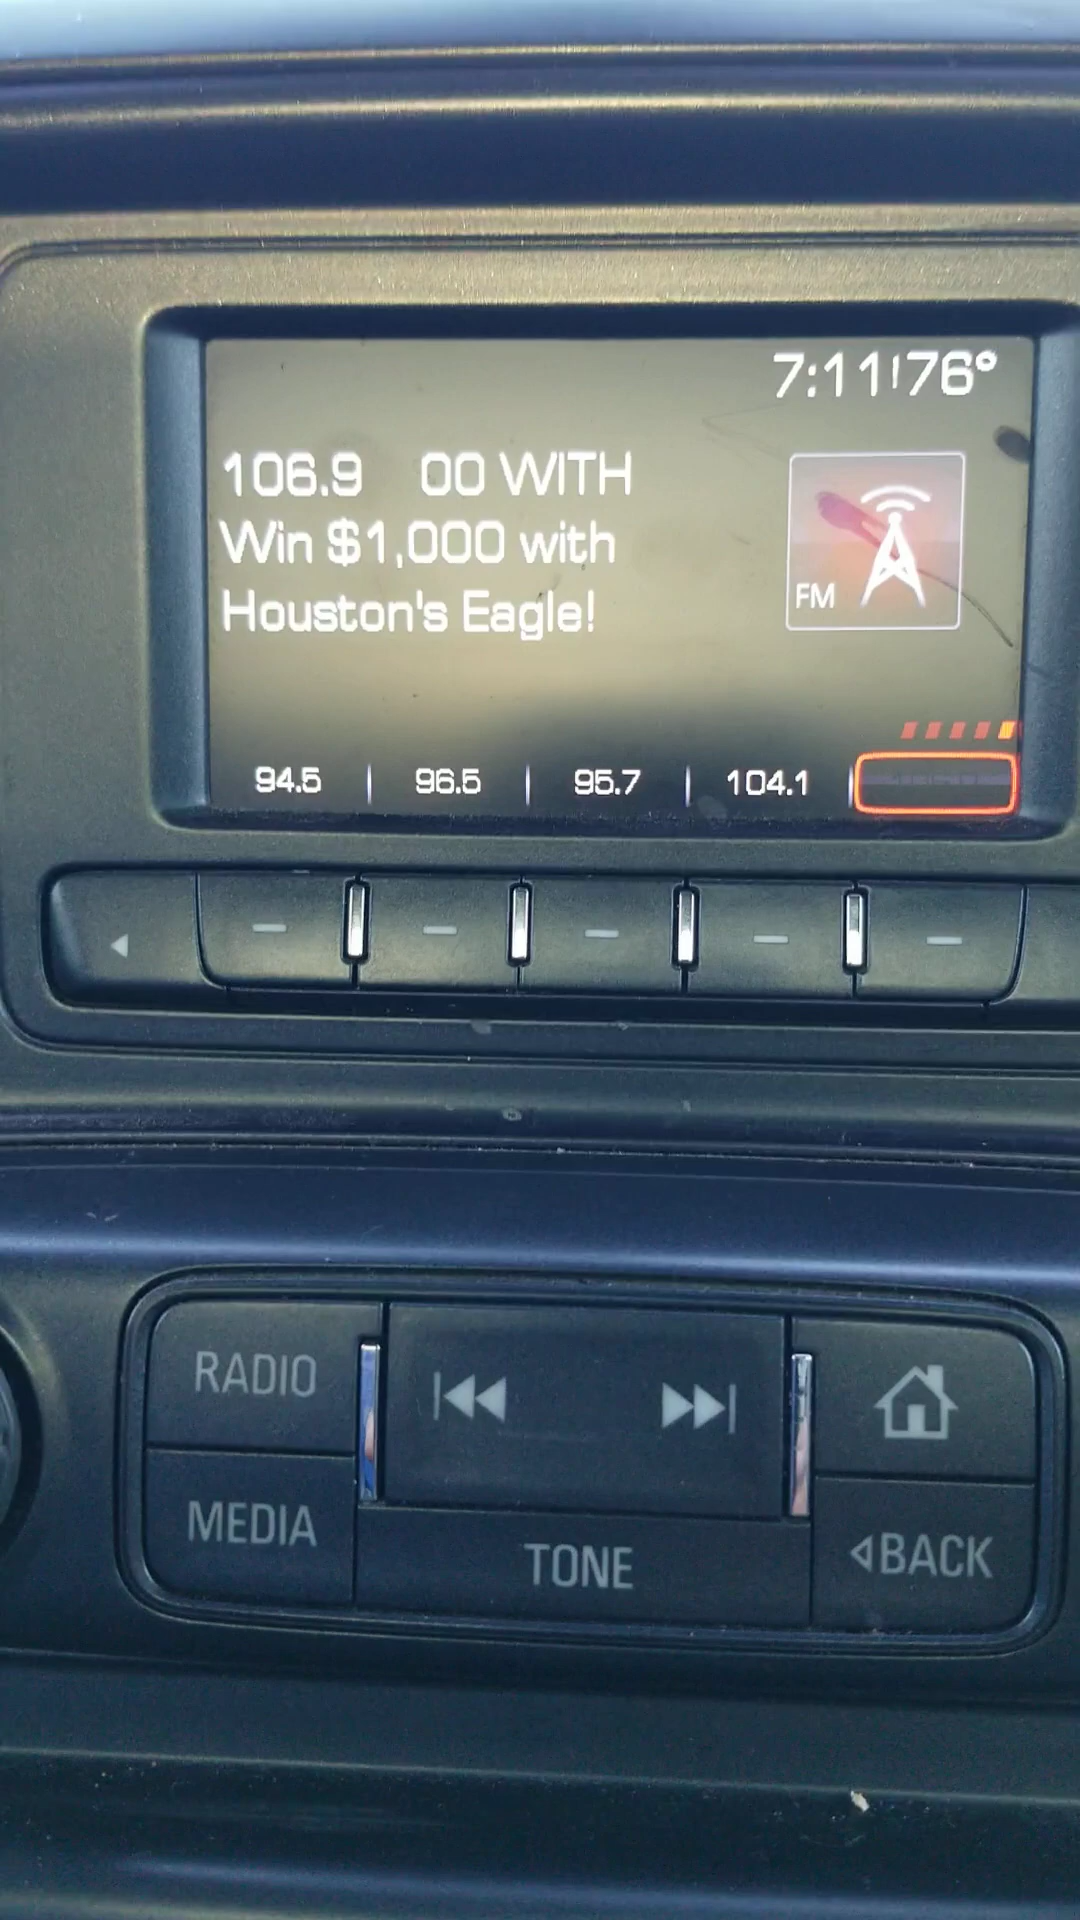 7:11|76°
106.9 00 WITH
Win $1,000 with
Houston's Eagle!
FM
94.5 | 96.5 | 95.7 | 104.1 |
RADIO
MEDIA
TONE
BACK